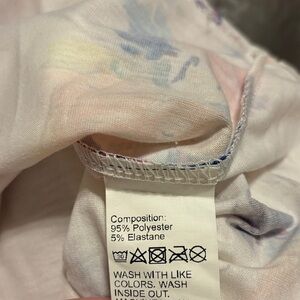 Composition:
95% Polyester
5% Elastane
WASH WITH LIKE
COLORS. WASH
INSIDE OUT.